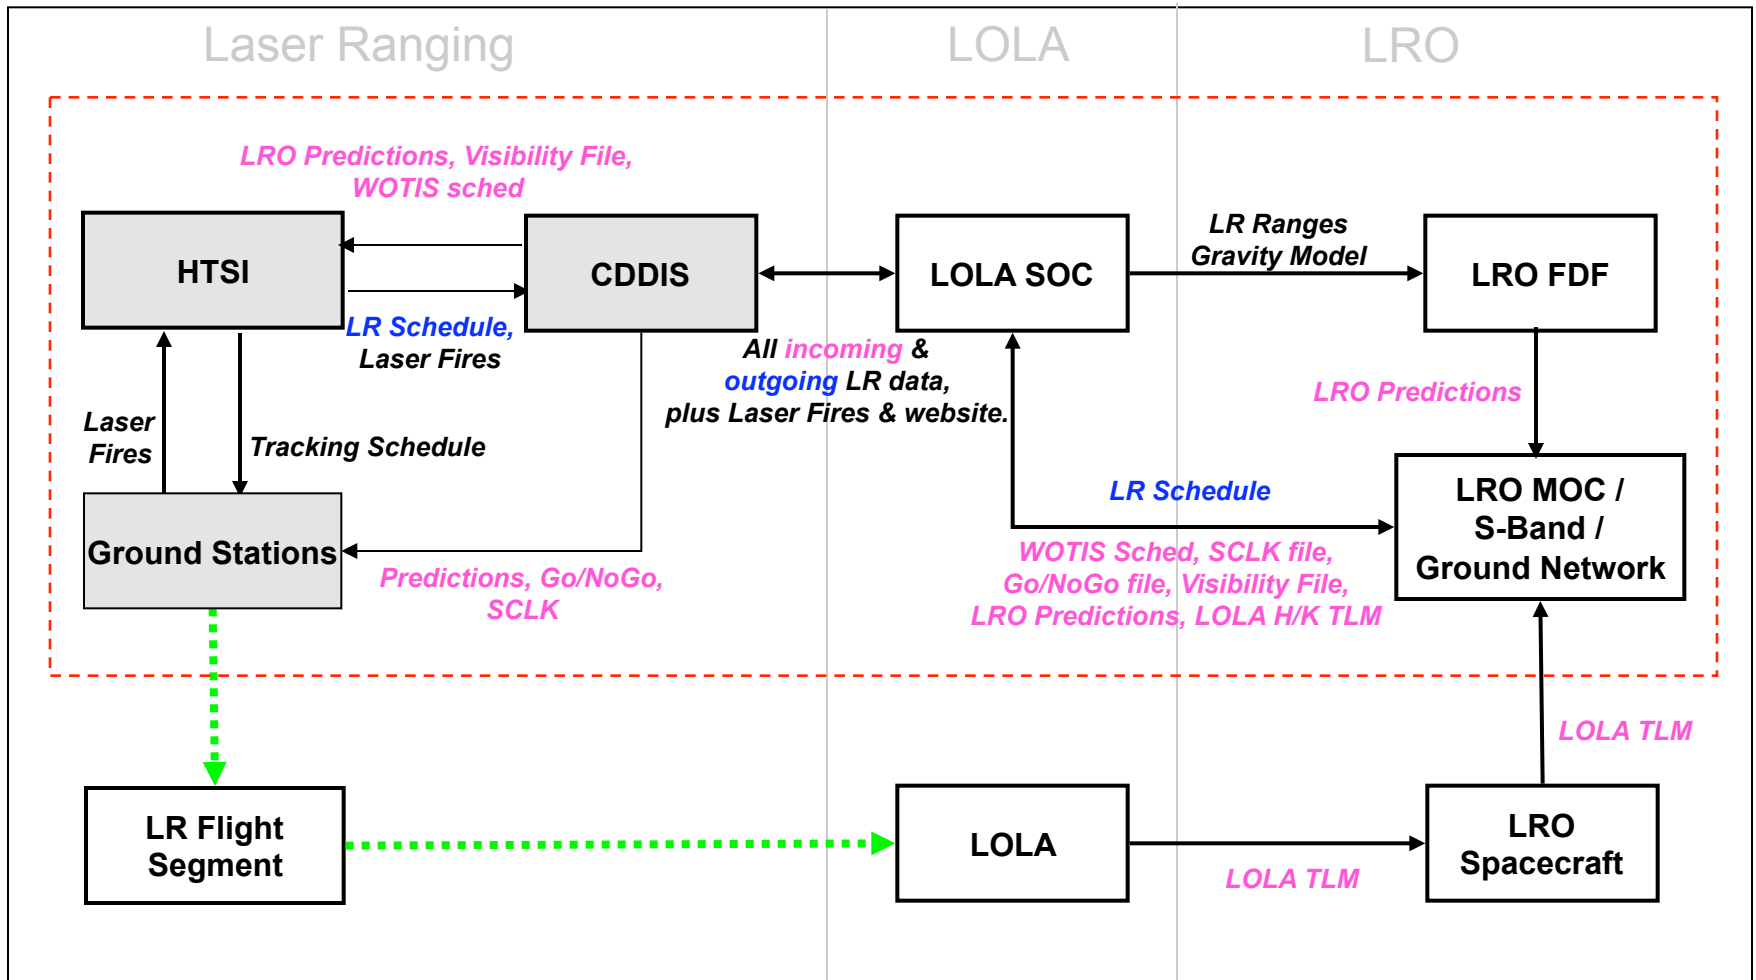 Laser Ranging
LOLA
LRO
LRO Predictions, Visibility File,
WOTIS sched
HTSI
CDDIS
LOLA SOC
LR Ranges
Gravity Model
LRO FDF
LR Schedule,
Laser Fires
All incoming &
outgoing LR data,
plus Laser Fires & website.
LRO Predictions
Laser
Fires
Tracking Schedule
LR Schedule
LRO MOC /
S-Band /
Ground Network
Ground Stations
Predictions, Go/NoGo,
SCLK
WOTIS Sched, SCLK file,
Go/NoGo file, Visibility File,
LRO Predictions, LOLA H/K TLM
LOLA TLM
LR Flight
Segment
LOLA
LOLA TLM
LRO
Spacecraft